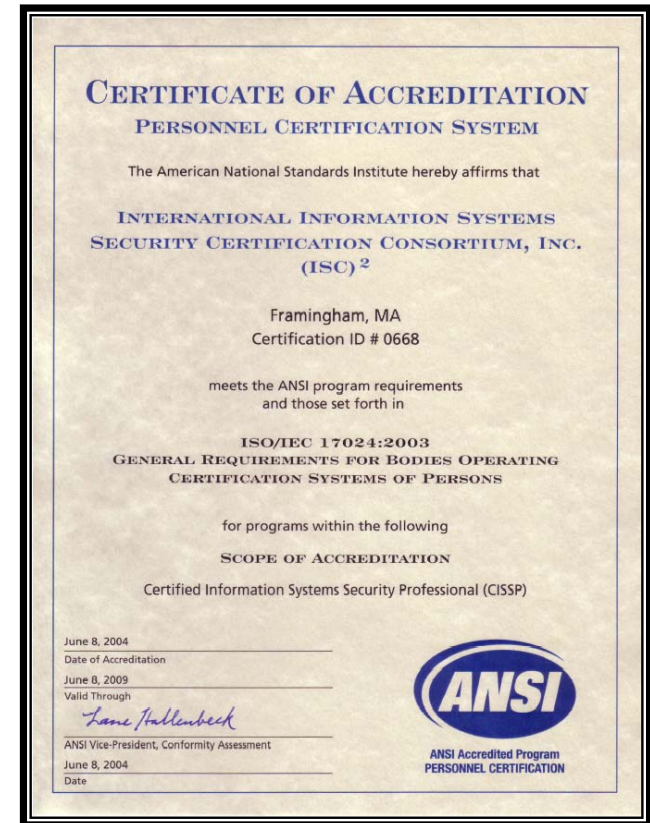 CERTIFICATE OF ACCREDITATION
PERSONNEL CERTIFICATION SYSTEM
The American National Standards Institute hereby affirms that
INTERNATIONAL INFORMATION SYSTEMS
SECURITY CERTIFICATION CONSORTIUM, INC.
(ISC)²
Framingham, MA
Certification ID # 0668
meets the ANSI program requirements
and those set forth in
ISO/IEC 17024:2003
GENERAL REQUIREMENTS FOR BODIES OPERATING
CERTIFICATION SYSTEMS OF PERSONS
for programs within the following
SCOPE OF ACCREDITATION
Certified Information Systems Security Professional (CISSP)
June 8, 2004
Date of Accreditation
June 8, 2009
Valid Through
Lane Hallenbeck
ANSI Vice-President, Conformity Assessment
June 8, 2004
Date
ANSI
ANSI Accredited Program
PERSONNEL CERTIFICATION